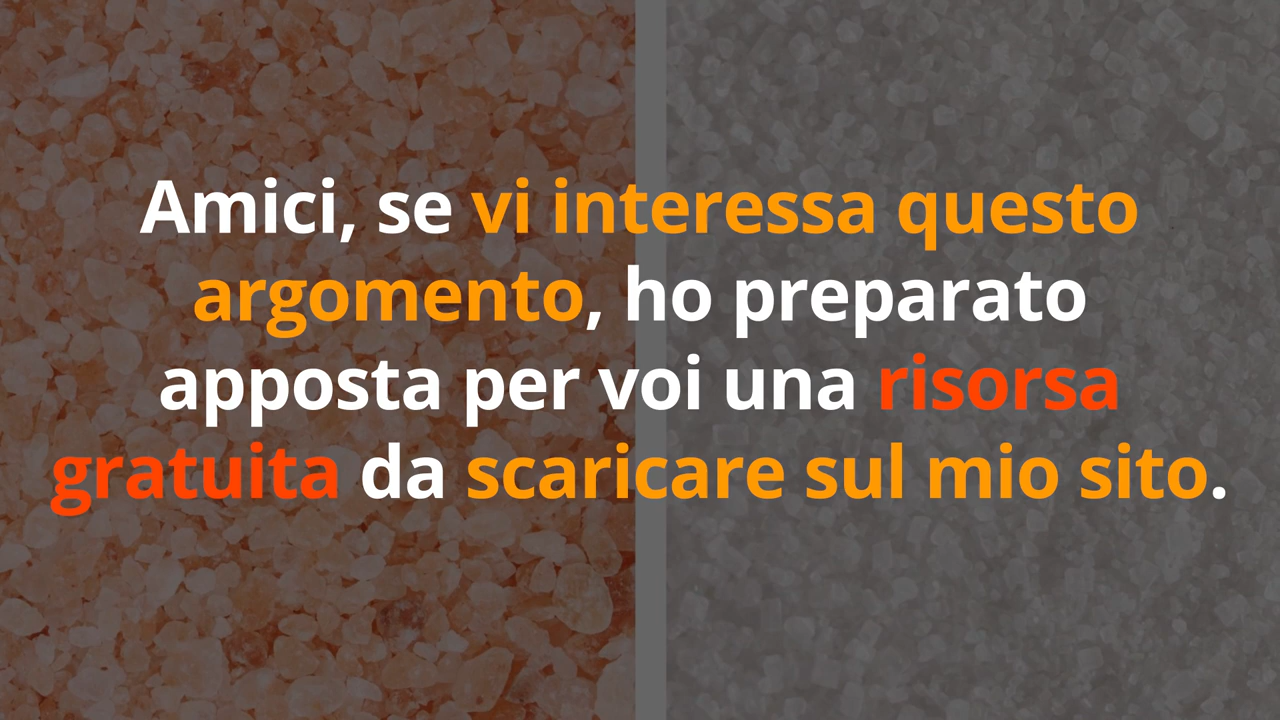 Amici, se vi interessa questo
argomento, ho preparato
apposta per voi una risorsa
gratuita da scaricare sul mio sito.